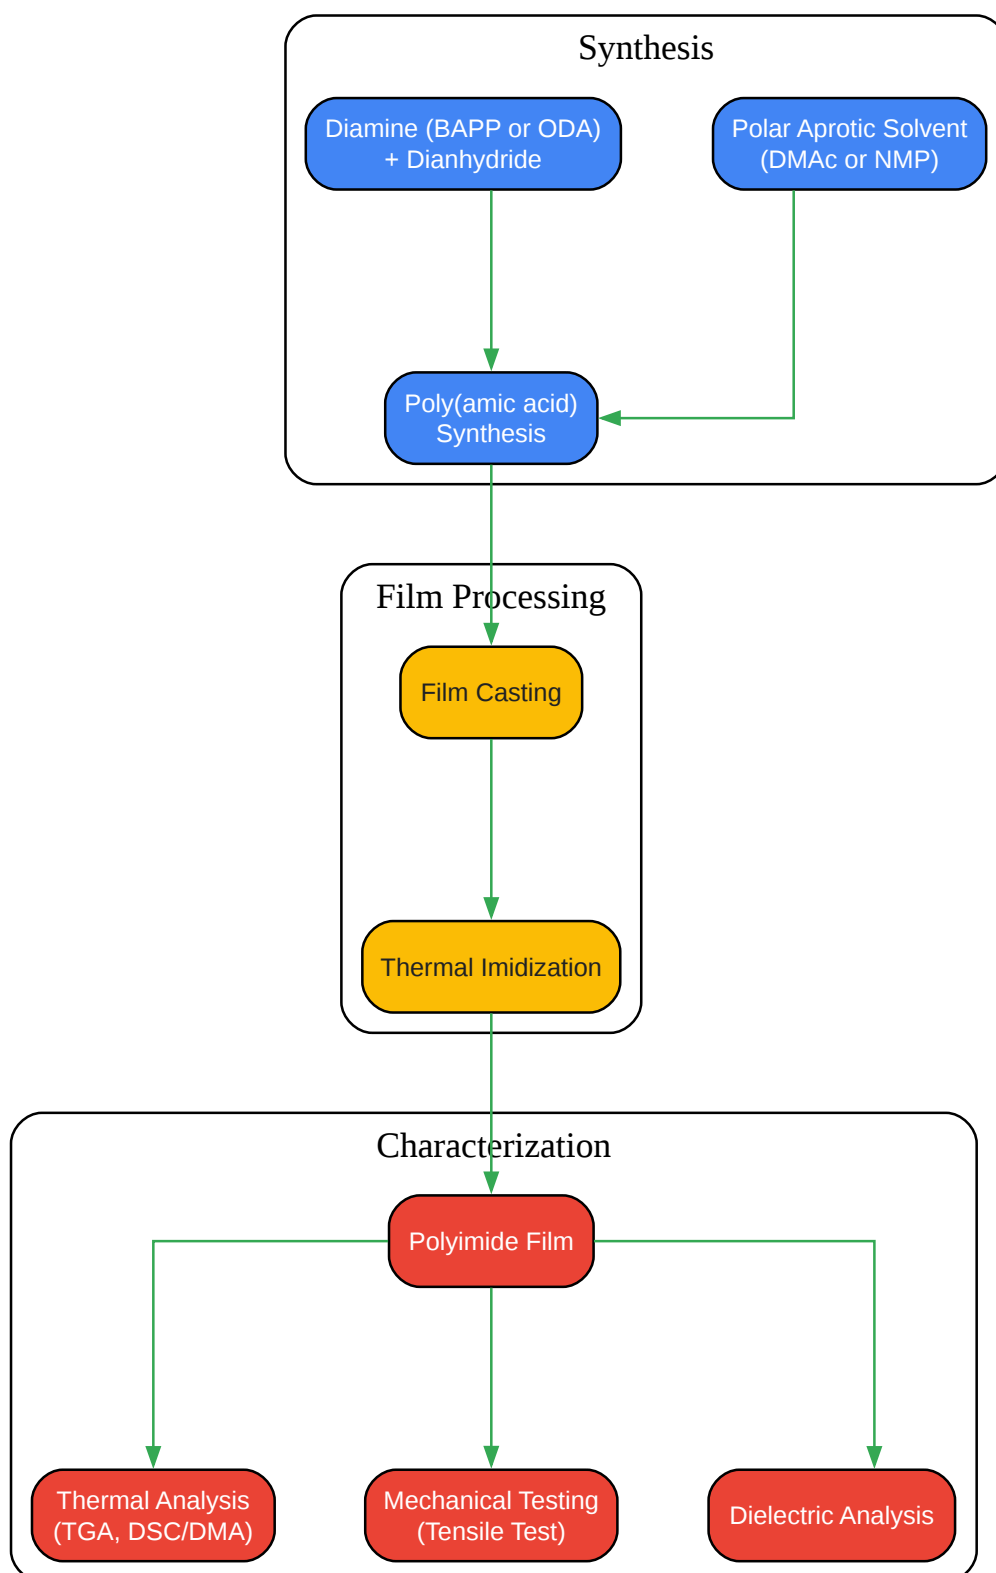 Synthesis
Diamine (BAPP or ODA)
+ Dianhydride
Polar Aprotic Solvent
(DMAc or NMP)
Poly(amic acid)
Synthesis
Film Processing
Film Casting
Thermal Imidization
Characterization
Polyimide Film
Thermal Analysis
(TGA, DSC/DMA)
Mechanical Testing
(Tensile Test)
Dielectric Analysis